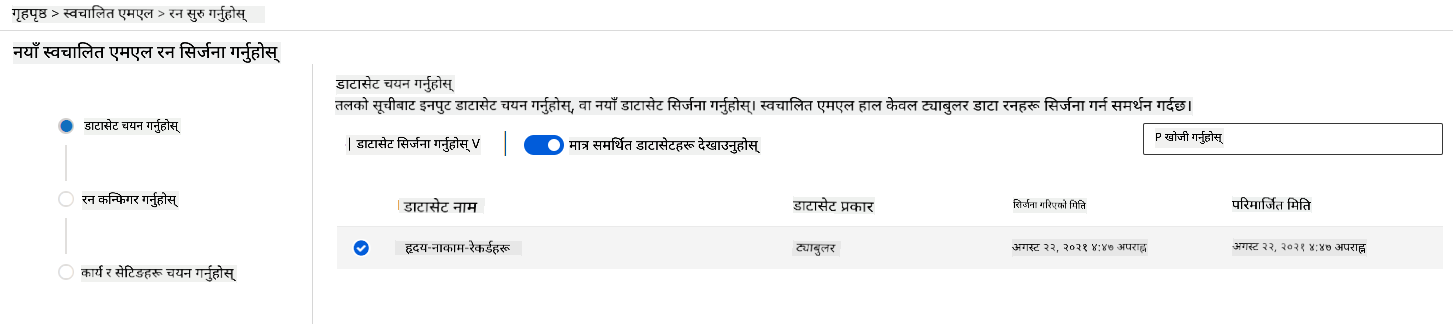 गृहपृष्ठ > स्वचालित एमएल > रन सुरु गर्नुहोस्
नयाँ स्वचालित एमएल रन सिर्जना गर्नुहोस्
डाटासेट चयन गर्नुहोस्
रन कन्फिगर गर्नुहोस्
कार्य र सेटिङहरू चयन गर्नुहोस्
डाटासेट चयन गर्नुहोस्
तलको सूचीबाट इनपुट डाटासेट चयन गर्नुहोस्, वा नयाँ डाटासेट सिर्जना गर्नुहोस्। स्वचालित एमएल हाल केवल ट्याबुलर डाटा रनहरू सिर्जना गर्न समर्थन गर्दछ।
| डाटासेट सिर्जना गर्नुहोस् V मात्र समर्थित डाटासेटहरू देखाउनुहोस् P खोजी गर्नुहोस्
डाटासेट नाम डाटासेट प्रकार सिर्जना गरिएको मिति परिमार्जित मिति
हृदय-नाकाम-रेकर्डहरू ट्याबुलर अगस्ट २२, २०२१ ४:४७ अपराह्न अगस्ट २२, २०२१ ४:४७ अपराह्न